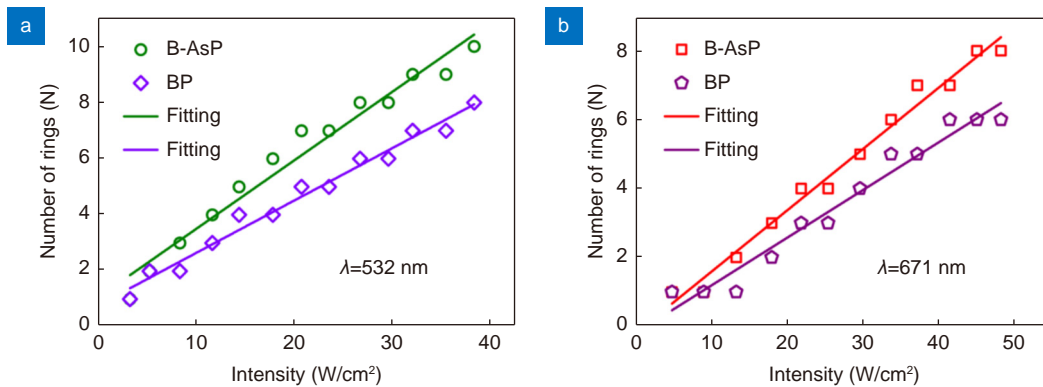 a
10
8
6
4
2
0
Number of rings (N)
B-AsP
BP
Fitting
Fitting
λ=532 nm
0 10 20 30 40
Intensity (W/cm²)
b
8
6
4
2
0
Number of rings (N)
B-AsP
BP
Fitting
Fitting
λ=671 nm
0 10 20 30 40 50
Intensity (W/cm²)